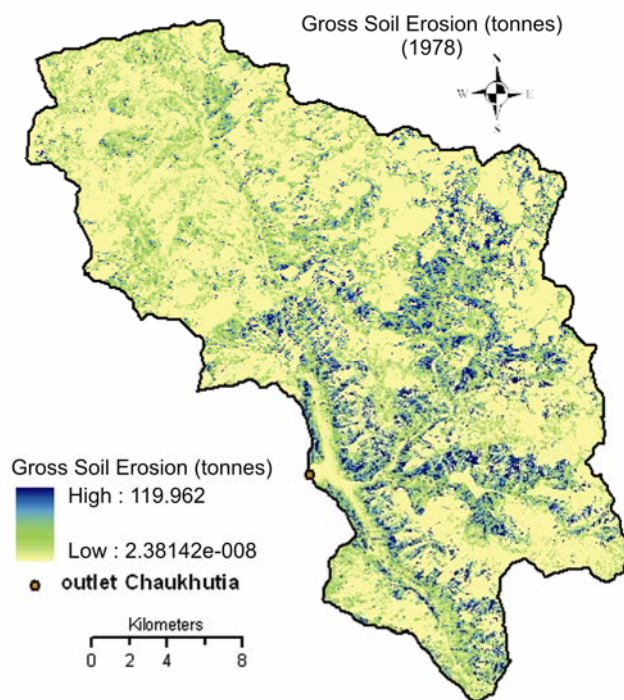 Gross Soil Erosion (tonnes)
(1978)
N
W E
S
Gross Soil Erosion (tonnes)
High : 119.962
Low : 2.38142e-008
outlet Chaukhutia
Kilometers
0 2 4 8